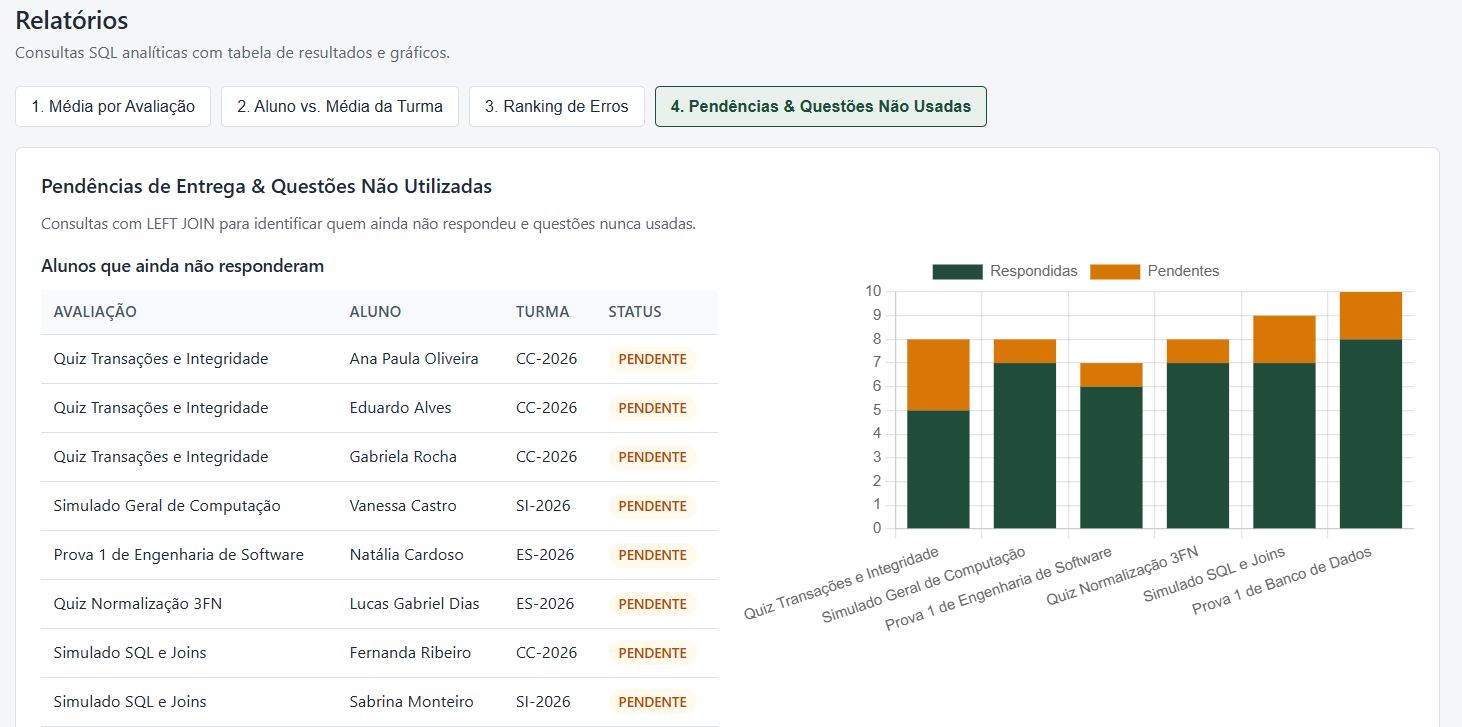 Relatórios
Consultas SQL analíticas com tabela de resultados e gráficos.
1. Média por Avaliação 2. Aluno vs. Média da Turma 3. Ranking de Erros 4. Pendências & Questões Não Usadas
Pendências de Entrega & Questões Não Utilizadas
Consultas com LEFT JOIN para identificar quem ainda não respondeu e questões nunca usadas.
Alunos que ainda não responderam
AVALIAÇÃO ALUNO TURMA STATUS
Quiz Transações e Integridade Ana Paula Oliveira CC-2026 PENDENTE
Quiz Transações e Integridade Eduardo Alves CC-2026 PENDENTE
Quiz Transações e Integridade Gabriela Rocha CC-2026 PENDENTE
Simulado Geral de Computação Vanessa Castro SI-2026 PENDENTE
Prova 1 de Engenharia de Software Natália Cardoso ES-2026 PENDENTE
Quiz Normalização 3FN Lucas Gabriel Dias ES-2026 PENDENTE
Simulado SQL e Joins Fernanda Ribeiro CC-2026 PENDENTE
Simulado SQL e Joins Sabrina Monteiro SI-2026 PENDENTE
Respondidas Pendentes
10
9
8
7
6
5
4
3
2
1
0
Quiz Transações e Integridade
Simulado Geral de Computação
Prova 1 de Engenharia de Software
Quiz Normalização 3FN
Simulado SQL e Joins
Prova 1 de Banco de Dados